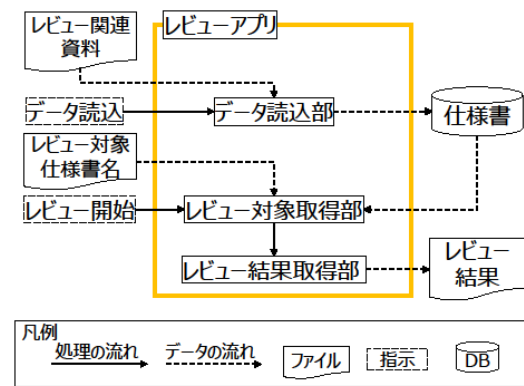 レビュー関連
資料
レビューアプリ
データ読込
データ読込部
仕様書
レビュー対象
仕様書名
レビュー開始
レビュー対象取得部
レビュー結果取得部
レビュー
結果
凡例
処理の流れ
データの流れ
ファイル
指示
DB